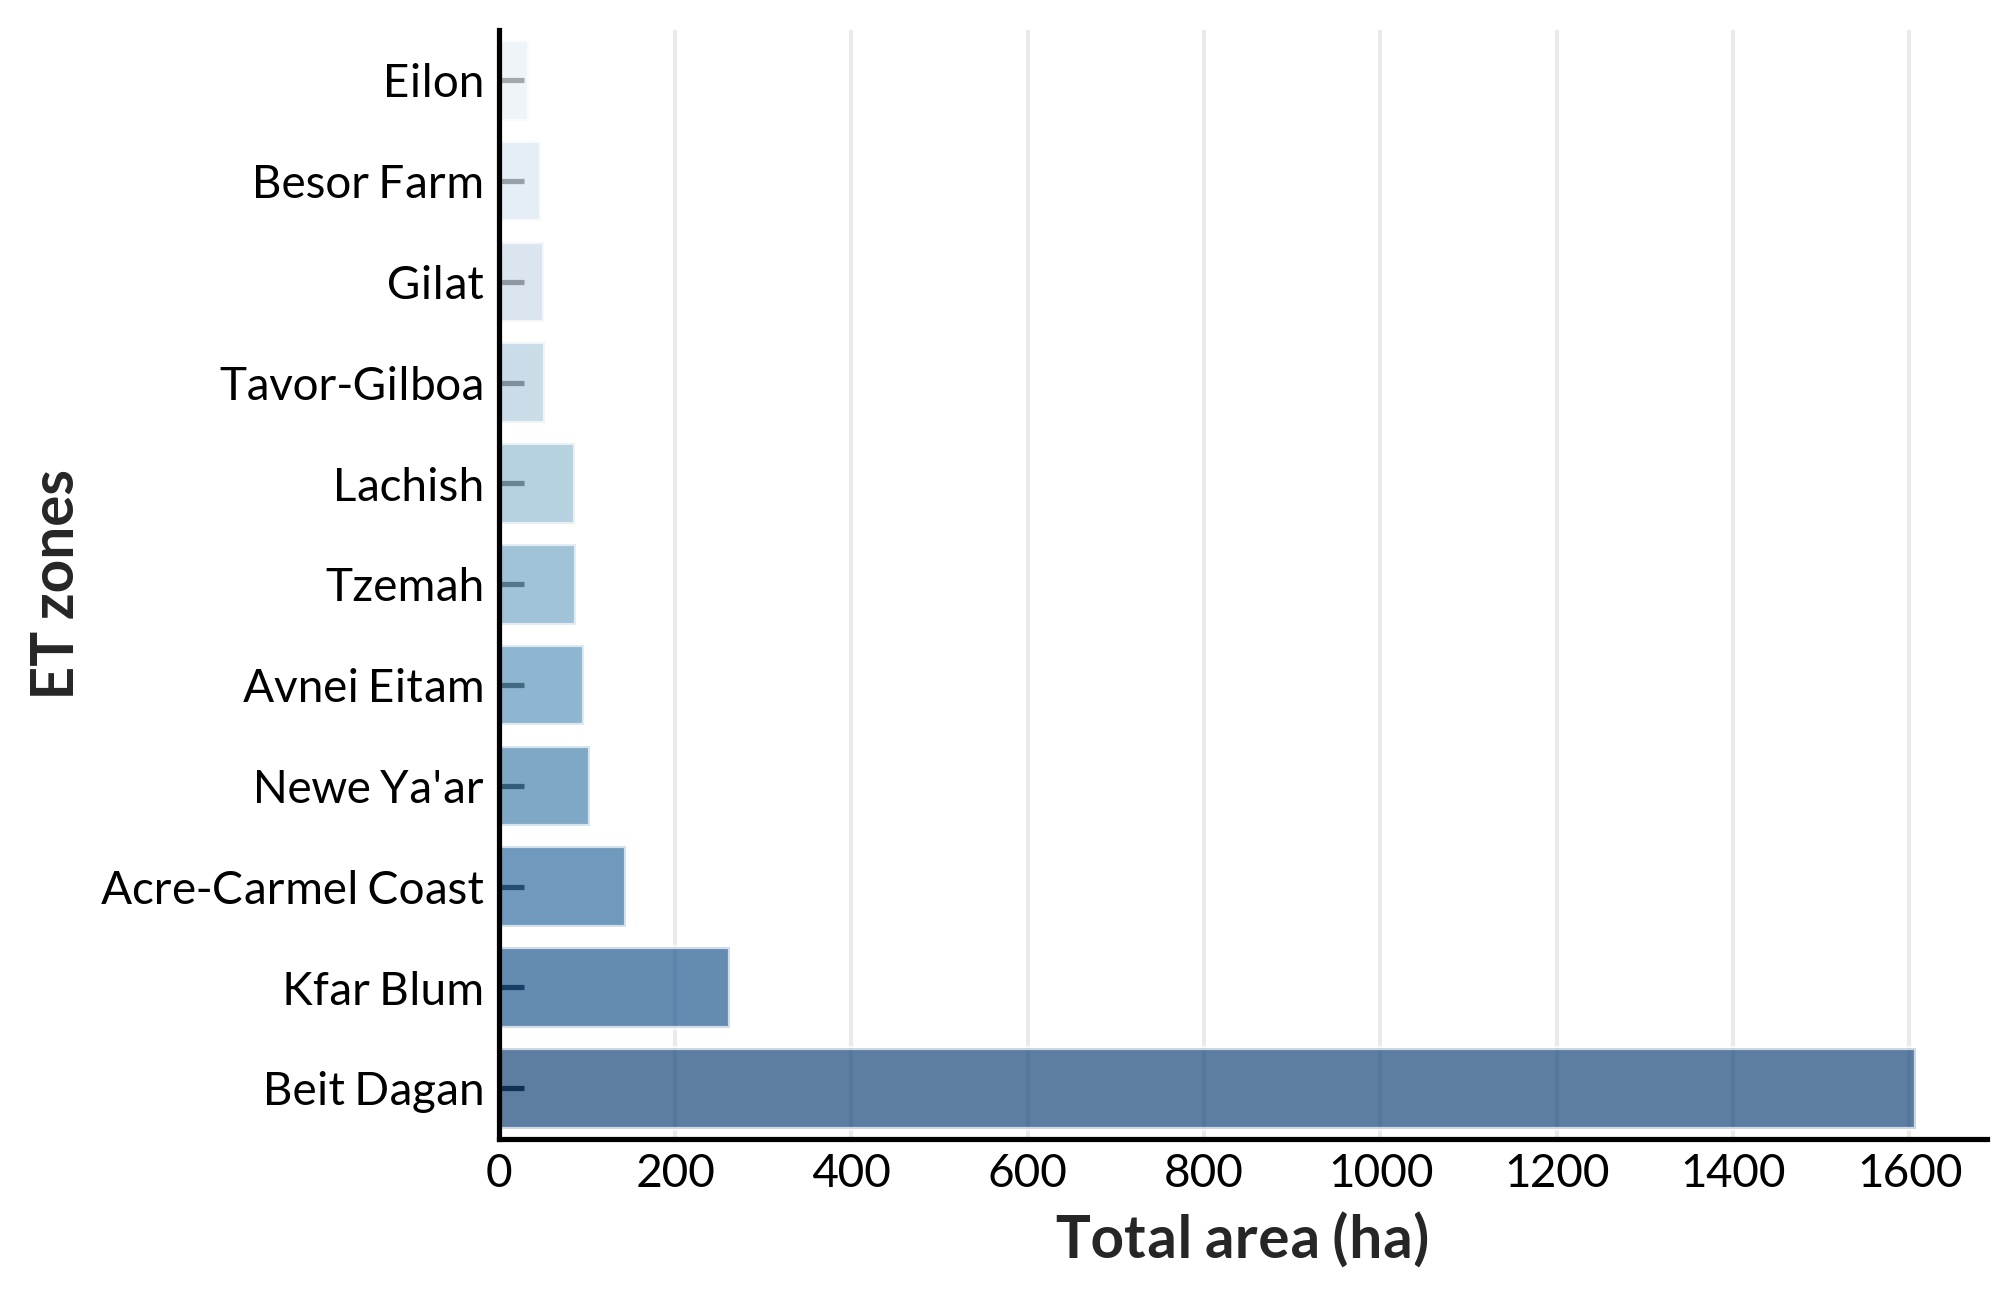 Eilon
Besor Farm
Gilat
Tavor-Gilboa
Lachish
Tzemah
Avnei Eitam
Newe Ya'ar
Acre-Carmel Coast
Kfar Blum
Beit Dagan
ET zones
0 200 400 600 800 1000 1200 1400 1600
Total area (ha)